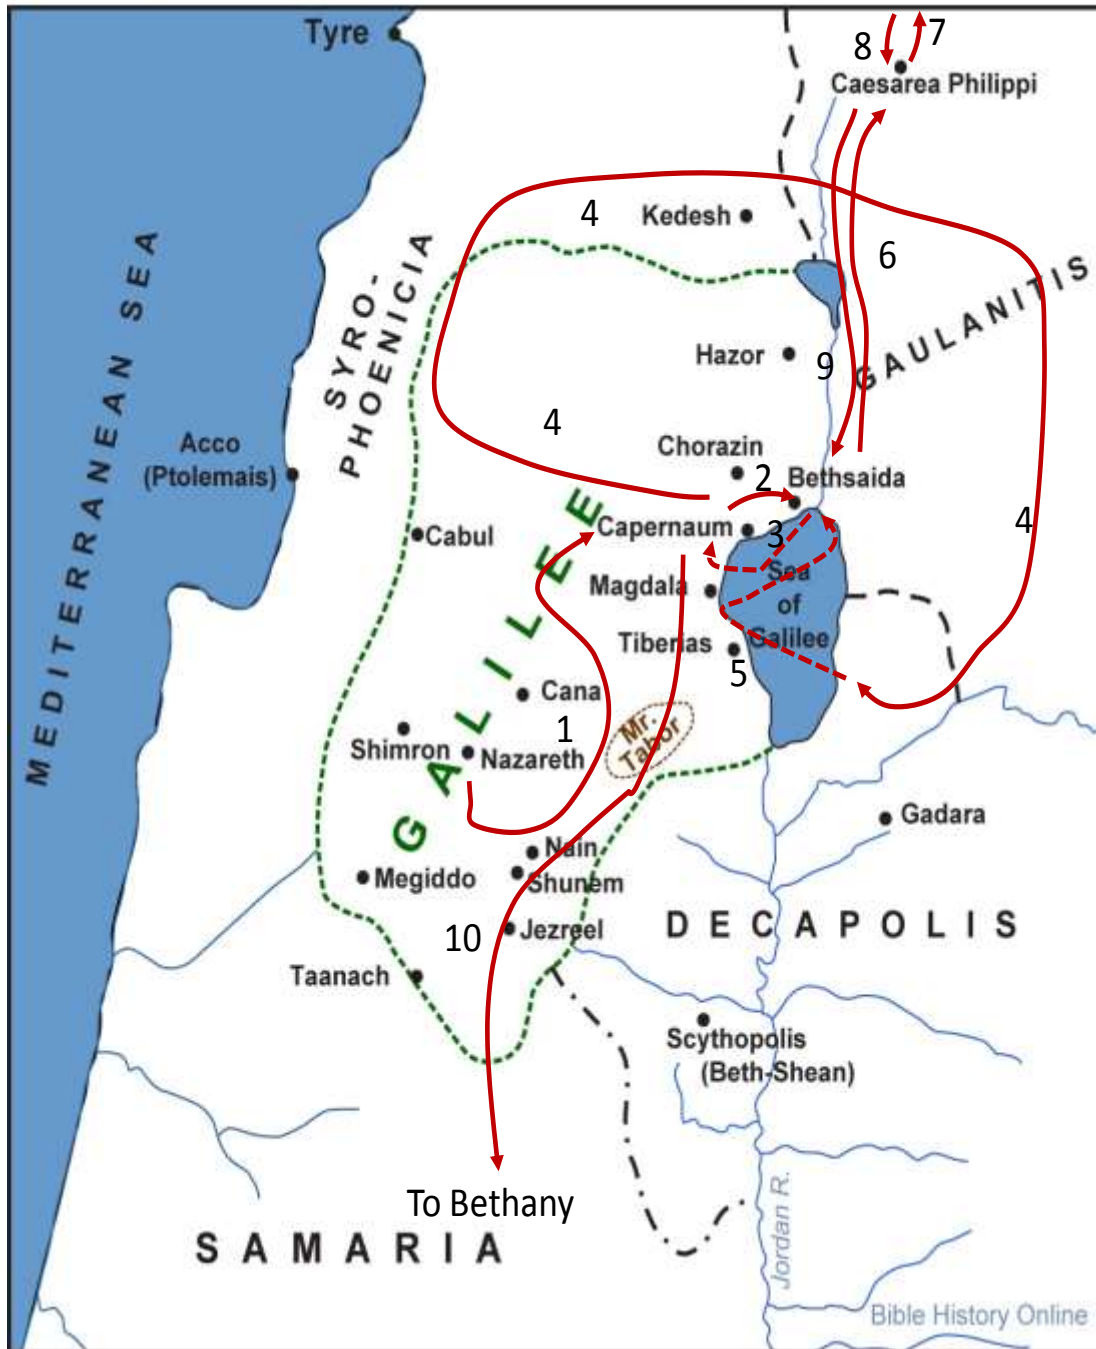 Tyre
8
7
Caesarea Philippi
4
Kedesh
6
SYRO-
PHOENICIA
GAULANITIS
MEDITERRANEAN SEA
Hazor
9
4
Acco
(Ptolemais)
Chorazin
2
Bethsaida
Capernaum
3
4
Cabul
GALILEE
Magdala
Sea
of
Galilee
Tiberias
5
Cana
1
Mr.
Tabor
Shimron
Nazareth
Gadara
Nain
Megiddo
Shunem
10
Jezreel
DECAPOLIS
Taanach
Scythopolis
(Beth-Shean)
To Bethany
Jordan R.
SAMARIA
Bible History Online